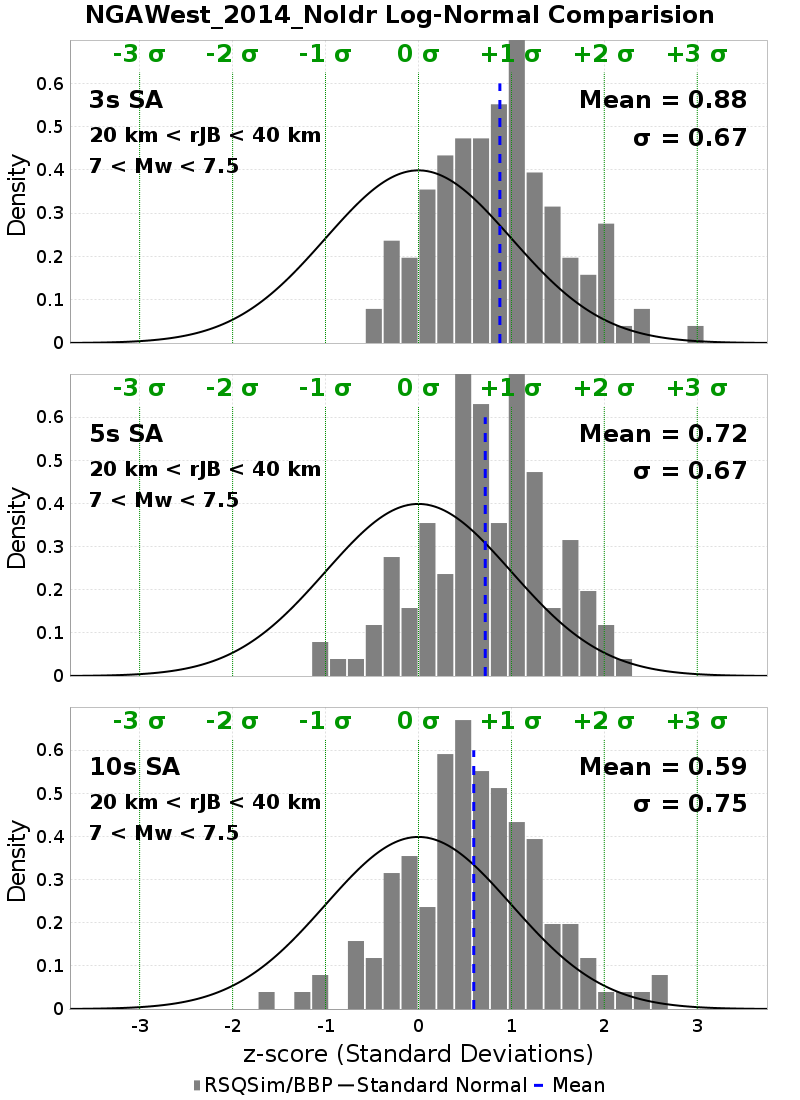 NGAWest_2014_NoIdr Log-Normal Comparision
-3 σ -2 σ -1 σ 0 σ +1 σ +2 σ +3 σ
3s SA
Mean = 0.88
20 km < rJB < 40 km
σ = 0.67
7 < Mw < 7.5
Density
0.6
0.5
0.4
0.3
0.2
0.1
0
-3 σ -2 σ -1 σ 0 σ +1 σ +2 σ +3 σ
5s SA
Mean = 0.72
20 km < rJB < 40 km
σ = 0.67
7 < Mw < 7.5
Density
0.6
0.5
0.4
0.3
0.2
0.1
0
-3 σ -2 σ -1 σ 0 σ +1 σ +2 σ +3 σ
10s SA
Mean = 0.59
20 km < rJB < 40 km
σ = 0.75
7 < Mw < 7.5
Density
0.6
0.5
0.4
0.3
0.2
0.1
0
-3 -2 -1 0 1 2 3
z-score (Standard Deviations)
RSQSim/BBP Standard Normal Mean